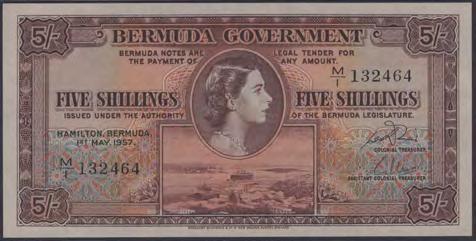 5/- BERMUDA GOVERNMENT 5/-
BERMUDA NOTES ARE LEGAL TENDER FOR
THE PAYMENT OF ANY AMOUNT.
M/1 132464
FIVE SHILLINGS FIVE SHILLINGS
ISSUED UNDER THE AUTHORITY OF THE BERMUDA LEGISLATURE.
HAMILTON, BERMUDA.
1ST MAY, 1957.
COLONIAL TREASURER
M/1 132464
ASSISTANT COLONIAL TREASURER
5/- 5/-